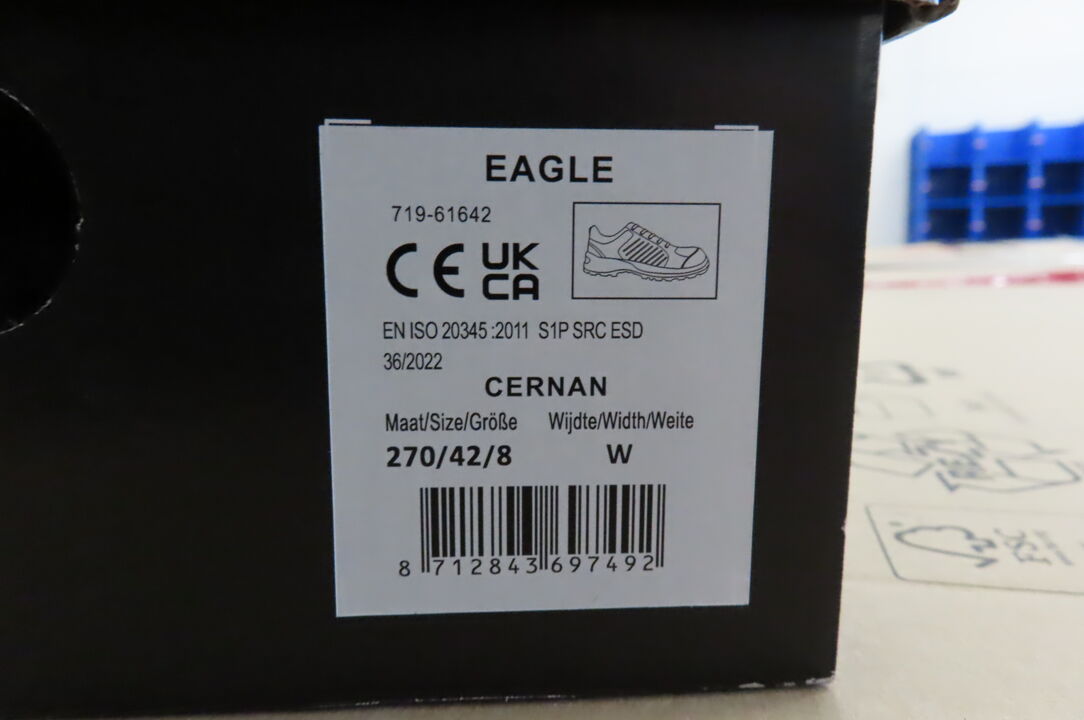 EAGLE
719-61642
CE UK
CA
EN ISO 20345 :2011 S1P SRC ESD
36/2022
CERNAN
Maat/Size/Größe Wijdte/Width/Weite
270/42/8 W
8 712843 697492
FSC